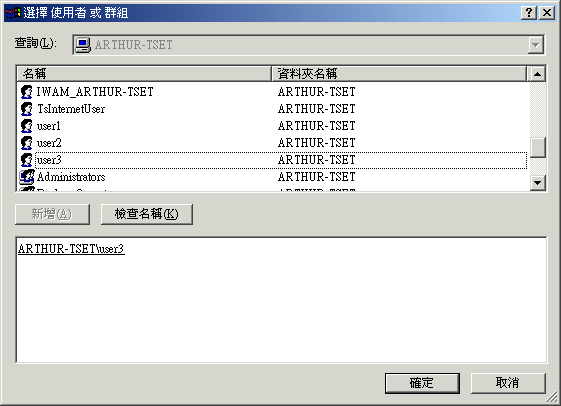 選擇 使用者 或 群組
查詢(L): ARTHUR-TSET
名稱 資料夾名稱
IWAM_ARTHUR-TSET ARTHUR-TSET
TsInternetUser ARTHUR-TSET
user1 ARTHUR-TSET
user2 ARTHUR-TSET
user3 ARTHUR-TSET
Administrators ARTHUR-TSET
新增(A) 檢查名稱(K)
ARTHUR-TSET\user3
確定 取消